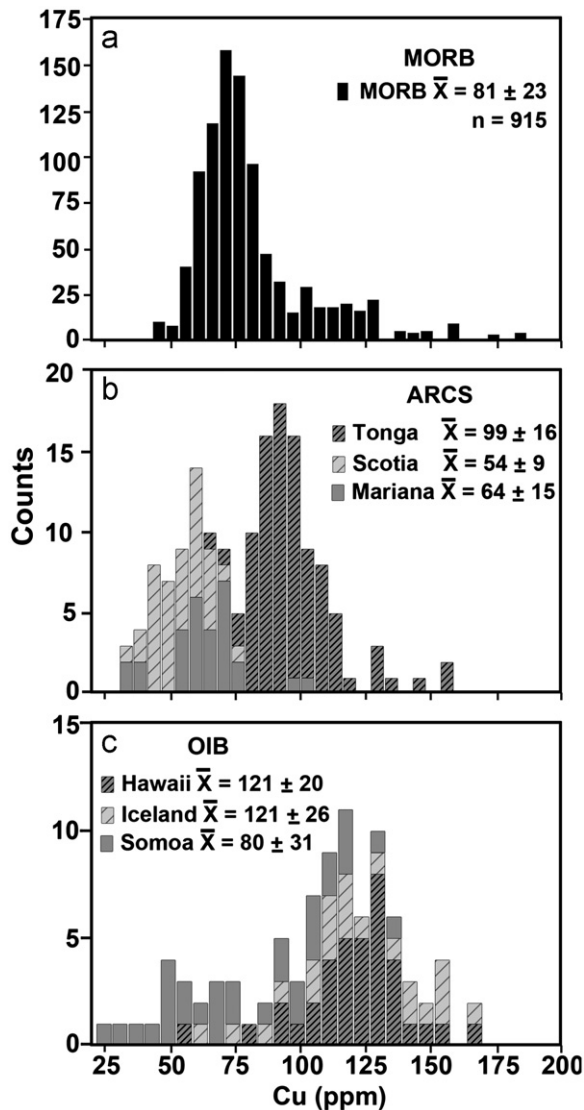 a
MORB
MORB X̄ = 81 ± 23
n = 915
175
150
125
100
75
50
25
0
b
ARCS
Tonga X̄ = 99 ± 16
Scotia X̄ = 54 ± 9
Mariana X̄ = 64 ± 15
20
15
10
5
0
Counts
c
OIB
Hawaii X̄ = 121 ± 20
Iceland X̄ = 121 ± 26
Somoa X̄ = 80 ± 31
15
10
5
0
25 50 75 100 125 150 175 200
Cu (ppm)